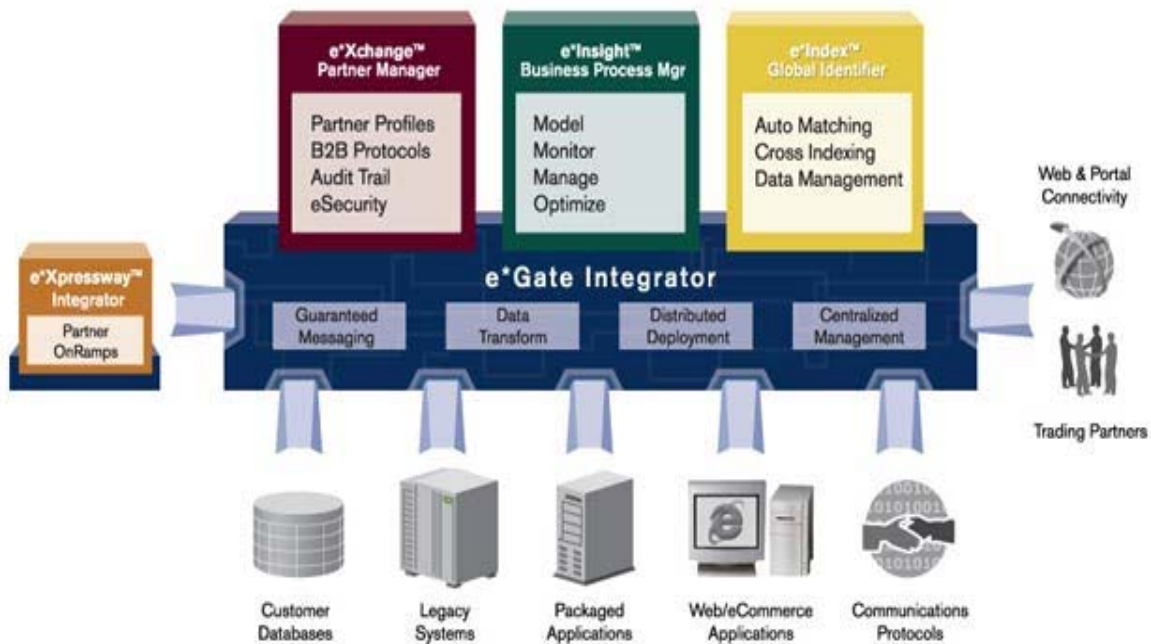 e*Xchange™
Partner Manager
Partner Profiles
B2B Protocols
Audit Trail
eSecurity
e*Insight™
Business Process Mgr
Model
Monitor
Manage
Optimize
e*Index™
Global Identifier
Auto Matching
Cross Indexing
Data Management
Web & Portal
Connectivity
e*Xpressway™
Integrator
Partner
OnRamps
e*Gate Integrator
Guaranteed
Messaging
Data
Transform
Distributed
Deployment
Centralized
Management
Trading Partners
Customer
Databases
Legacy
Systems
Packaged
Applications
Web/eCommerce
Applications
Communications
Protocols